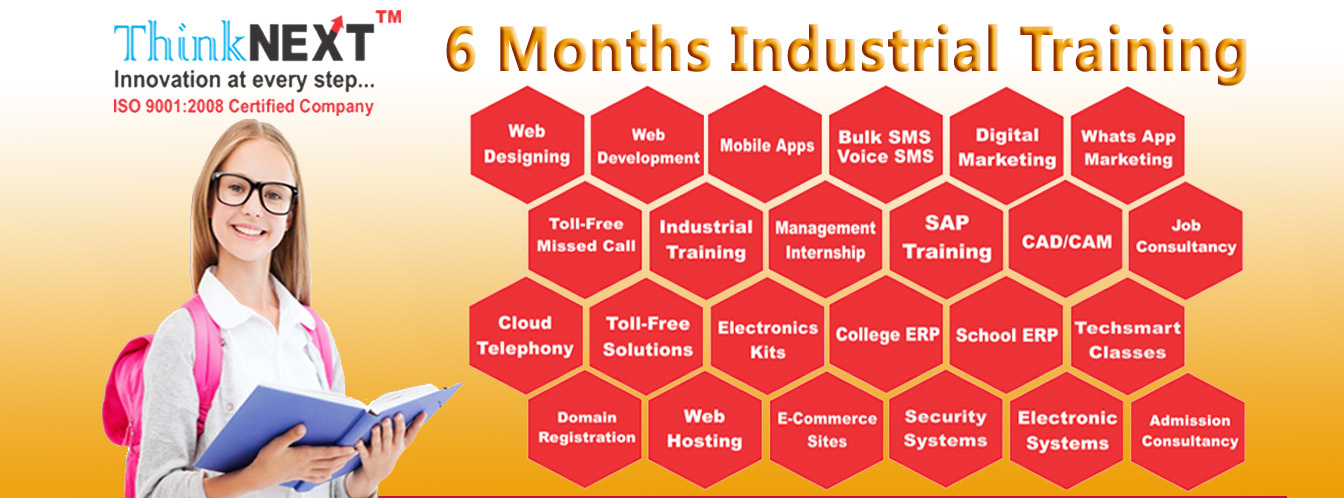 ThinkNEXT™
Innovation at every step...
ISO 9001:2008 Certified Company
6 Months Industrial Training
Web
Designing
Web
Development
Mobile Apps
Bulk SMS
Voice SMS
Digital
Marketing
Whats App
Marketing
Toll-Free
Missed Call
Industrial
Training
Management
Internship
SAP
Training
CAD/CAM
Job
Consultancy
Cloud
Telephony
Toll-Free
Solutions
Electronics
Kits
College ERP
School ERP
Techsmart
Classes
Domain
Registration
Web
Hosting
E-Commerce
Sites
Security
Systems
Electronic
Systems
Admission
Consultancy